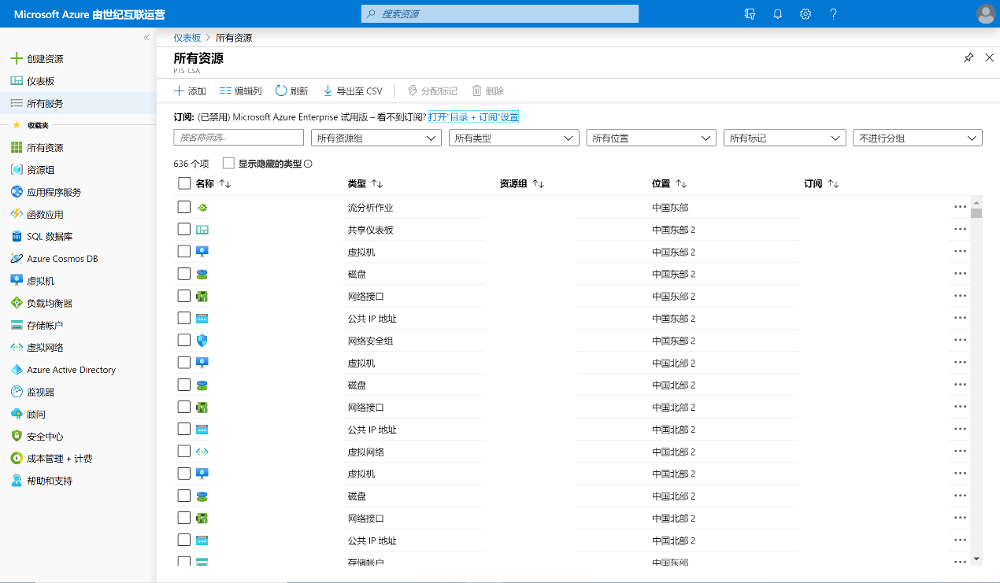 Microsoft Azure 由世纪互联运营
搜索资源
仪表板 > 所有资源
所有资源
PTS CSA
添加 编辑列 刷新 导出至 CSV 分配标记 删除
订阅: (已禁用) Microsoft Azure Enterprise 试用版 – 看不到订阅? 打开“目录 + 订阅”设置
按名称筛选... 所有资源组 所有类型 所有位置 所有标记 不进行分组
636 个项 显示隐藏的类型
名称 类型 资源组 位置 订阅
流分析作业 中国东部
共享仪表板 中国东部 2
虚拟机 中国东部 2
磁盘 中国东部 2
网络接口 中国东部 2
公共 IP 地址 中国东部 2
网络安全组 中国东部 2
虚拟机 中国北部 2
磁盘 中国北部 2
网络接口 中国北部 2
公共 IP 地址 中国北部 2
虚拟网络 中国北部 2
虚拟机 中国北部 2
磁盘 中国北部 2
网络接口 中国北部 2
公共 IP 地址 中国北部 2
存储帐户 中国东部
创建资源
仪表板
所有服务
收藏夹
所有资源
资源组
应用程序服务
函数应用
SQL 数据库
Azure Cosmos DB
虚拟机
负载均衡器
存储帐户
虚拟网络
Azure Active Directory
监视器
顾问
安全中心
成本管理 + 计费
帮助和支持